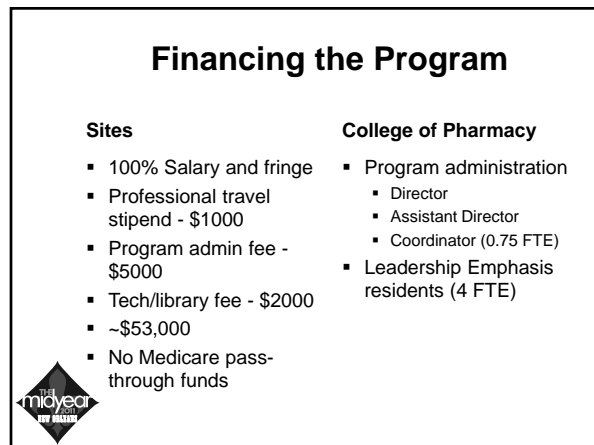 Financing the Program
Sites
▪ 100% Salary and fringe
▪ Professional travel
stipend - $1000
▪ Program admin fee -
$5000
▪ Tech/library fee - $2000
▪ ~$53,000
▪ No Medicare pass-
through funds
College of Pharmacy
▪ Program administration
▪ Director
▪ Assistant Director
▪ Coordinator (0.75 FTE)
▪ Leadership Emphasis
residents (4 FTE)
THE
midyear
2011
NEW ORLEANS